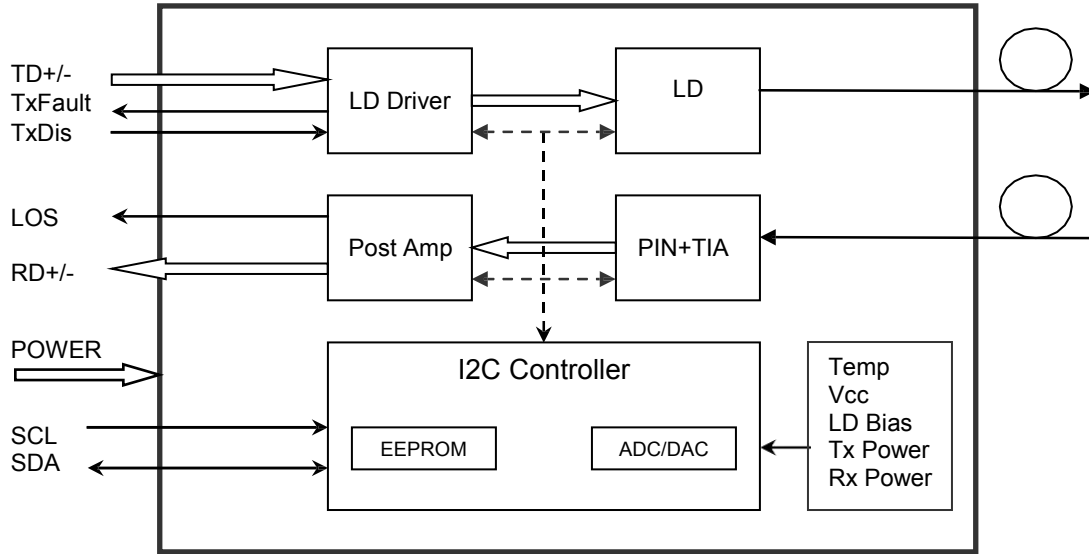 TD+/-
TxFault
TxDis
LD Driver
LD
LOS
RD+/-
Post Amp
PIN+TIA
POWER
SCL
SDA
I2C Controller
EEPROM
ADC/DAC
Temp
Vcc
LD Bias
Tx Power
Rx Power